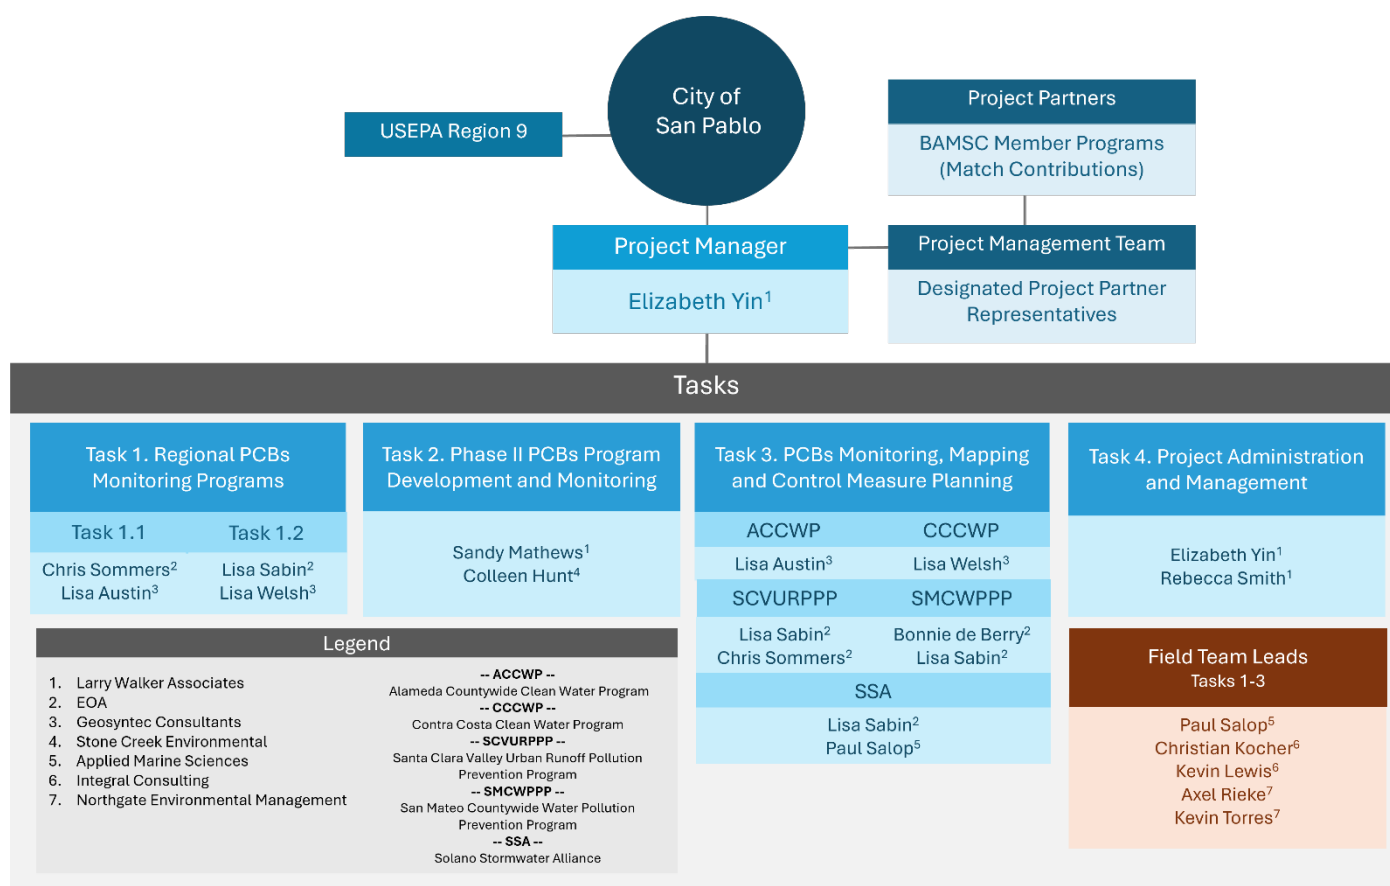 City of
San Pablo
USEPA Region 9
Project Partners
BAMSC Member Programs
(Match Contributions)
Project Manager
Elizabeth Yin¹
Project Management Team
Designated Project Partner
Representatives
Tasks
Task 1. Regional PCBs
Monitoring Programs
Task 1.1
Chris Sommers²
Lisa Austin³
Task 1.2
Lisa Sabin²
Lisa Welsh³
Task 2. Phase II PCBs Program
Development and Monitoring
Sandy Mathews¹
Colleen Hunt⁴
Task 3. PCBs Monitoring, Mapping
and Control Measure Planning
ACCWP
Lisa Austin³
CCCWP
Lisa Welsh³
SCVURPPP
Lisa Sabin²
Chris Sommers²
SMCWPPP
Bonnie de Berry²
Lisa Sabin²
SSA
Lisa Sabin²
Paul Salop⁵
Task 4. Project Administration
and Management
Elizabeth Yin¹
Rebecca Smith¹
Field Team Leads
Tasks 1-3
Paul Salop⁵
Christian Kocher⁶
Kevin Lewis⁶
Axel Rieke⁷
Kevin Torres⁷
Legend
1. Larry Walker Associates
2. EOA
3. Geosyntec Consultants
4. Stone Creek Environmental
5. Applied Marine Sciences
6. Integral Consulting
7. Northgate Environmental Management
-- ACCWP --
Alameda Countywide Clean Water Program
-- CCCWP --
Contra Costa Clean Water Program
-- SCVURPPP --
Santa Clara Valley Urban Runoff Pollution
Prevention Program
-- SMCWPPP --
San Mateo Countywide Water Pollution
Prevention Program
-- SSA --
Solano Stormwater Alliance